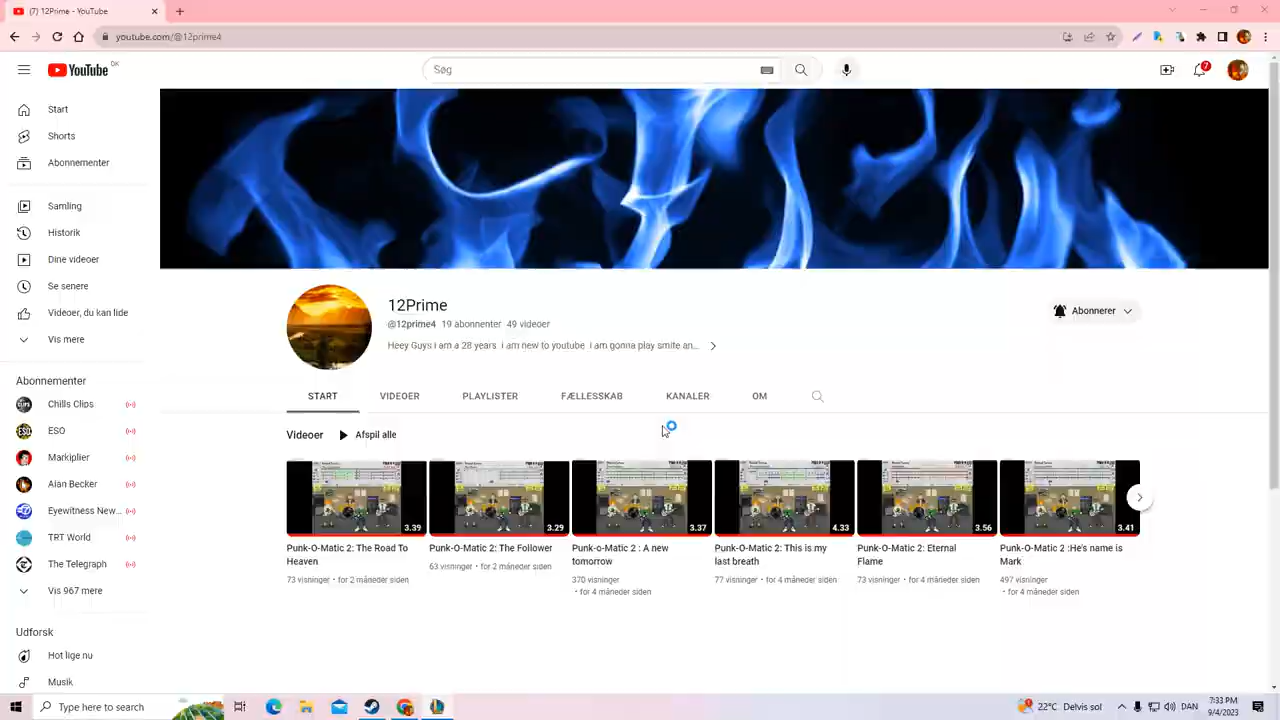 (7) 12Prime - YouTube
youtube.com/@12prime4
YouTube DK
Søg
7
Start
Shorts
Abonnementer
Samling
Historik
Dine videoer
Se senere
Videoer, du kan lide
Vis mere
Abonnementer
Chills Clips
ESO
Markiplier
Alan Becker
Eyewitness New...
TRT World
The Telegraph
Vis 967 mere
Udforsk
Hot lige nu
Musik
12Prime
@12prime4 19 abonnenter 49 videoer
Heey Guys i am a 28 years i am new to youtube i am gonna play smite an...
Abonnerer
START VIDEOER PLAYLISTER FÆLLESSKAB KANALER OM
Videoer Afspil alle
3.39 3.29 3.37 4.33 3.56 3.41
Punk-O-Matic 2: The Road To
Heaven
73 visninger • for 2 måneder siden
Punk-O-Matic 2: The Follower
63 visninger • for 2 måneder siden
Punk-o-Matic 2 : A new
tomorrow
370 visninger
• for 4 måneder siden
Punk-O-Matic 2: This is my
last breath
77 visninger • for 4 måneder siden
Punk-O-Matic 2: Eternal
Flame
73 visninger • for 4 måneder siden
Punk-O-Matic 2 :He's name is
Mark
497 visninger
• for 4 måneder siden
Type here to search
22°C Delvis sol
DAN
7:33 PM
9/4/2023